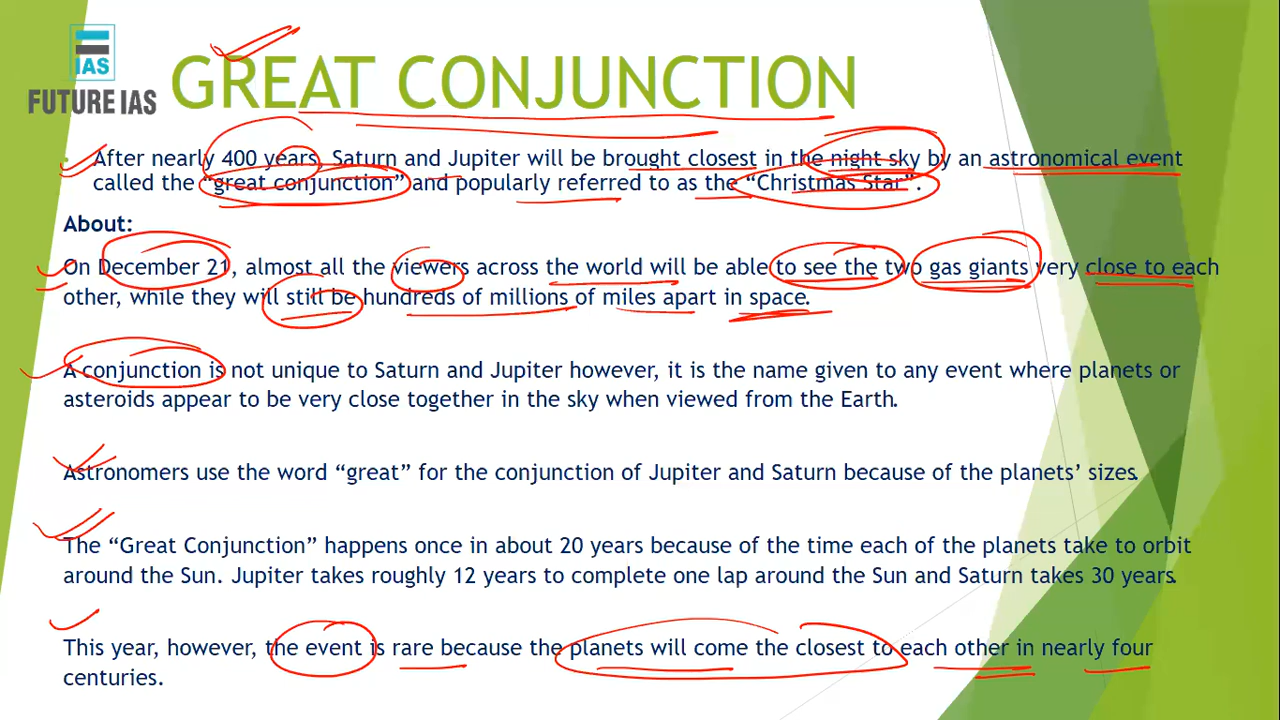 IAS
FUTURE IAS
GREAT CONJUNCTION
After nearly 400 years, Saturn and Jupiter will be brought closest in the night sky by an astronomical event
called the “great conjunction” and popularly referred to as the “Christmas Star”.
About:
On December 21, almost all the viewers across the world will be able to see the two gas giants very close to each
other, while they will still be hundreds of millions of miles apart in space.
A conjunction is not unique to Saturn and Jupiter however, it is the name given to any event where planets or
asteroids appear to be very close together in the sky when viewed from the Earth.
Astronomers use the word “great” for the conjunction of Jupiter and Saturn because of the planets’ sizes.
The “Great Conjunction” happens once in about 20 years because of the time each of the planets take to orbit
around the Sun. Jupiter takes roughly 12 years to complete one lap around the Sun and Saturn takes 30 years.
This year, however, the event is rare because the planets will come the closest to each other in nearly four
centuries.